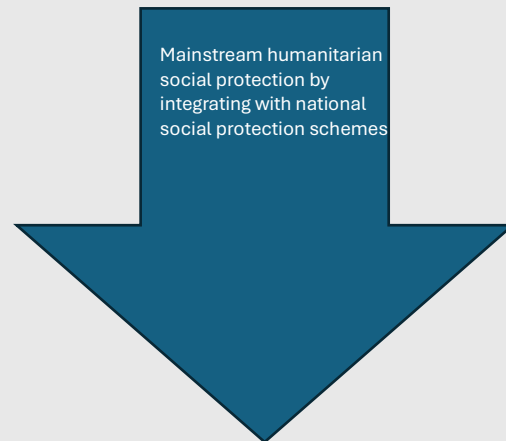 Mainstream humanitarian
social protection by
integrating with national
social protection schemes